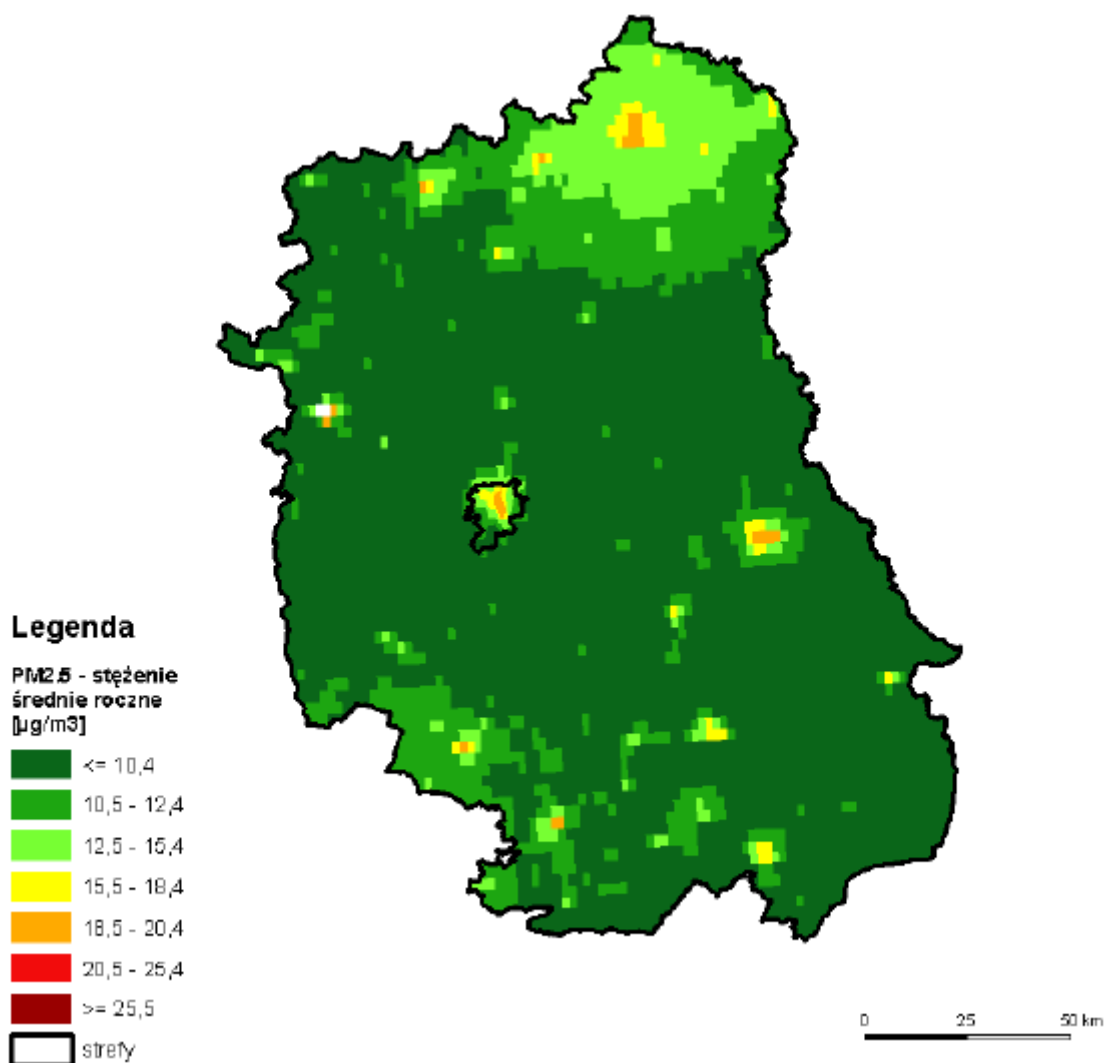 Legenda
PM2.5 - stężenie
średnie roczne
[µg/m3]
<= 10,4
10,5 - 12,4
12,5 - 15,4
15,5 - 18,4
18,5 - 20,4
20,5 - 25,4
>= 25,5
strefy
0 25 50 km